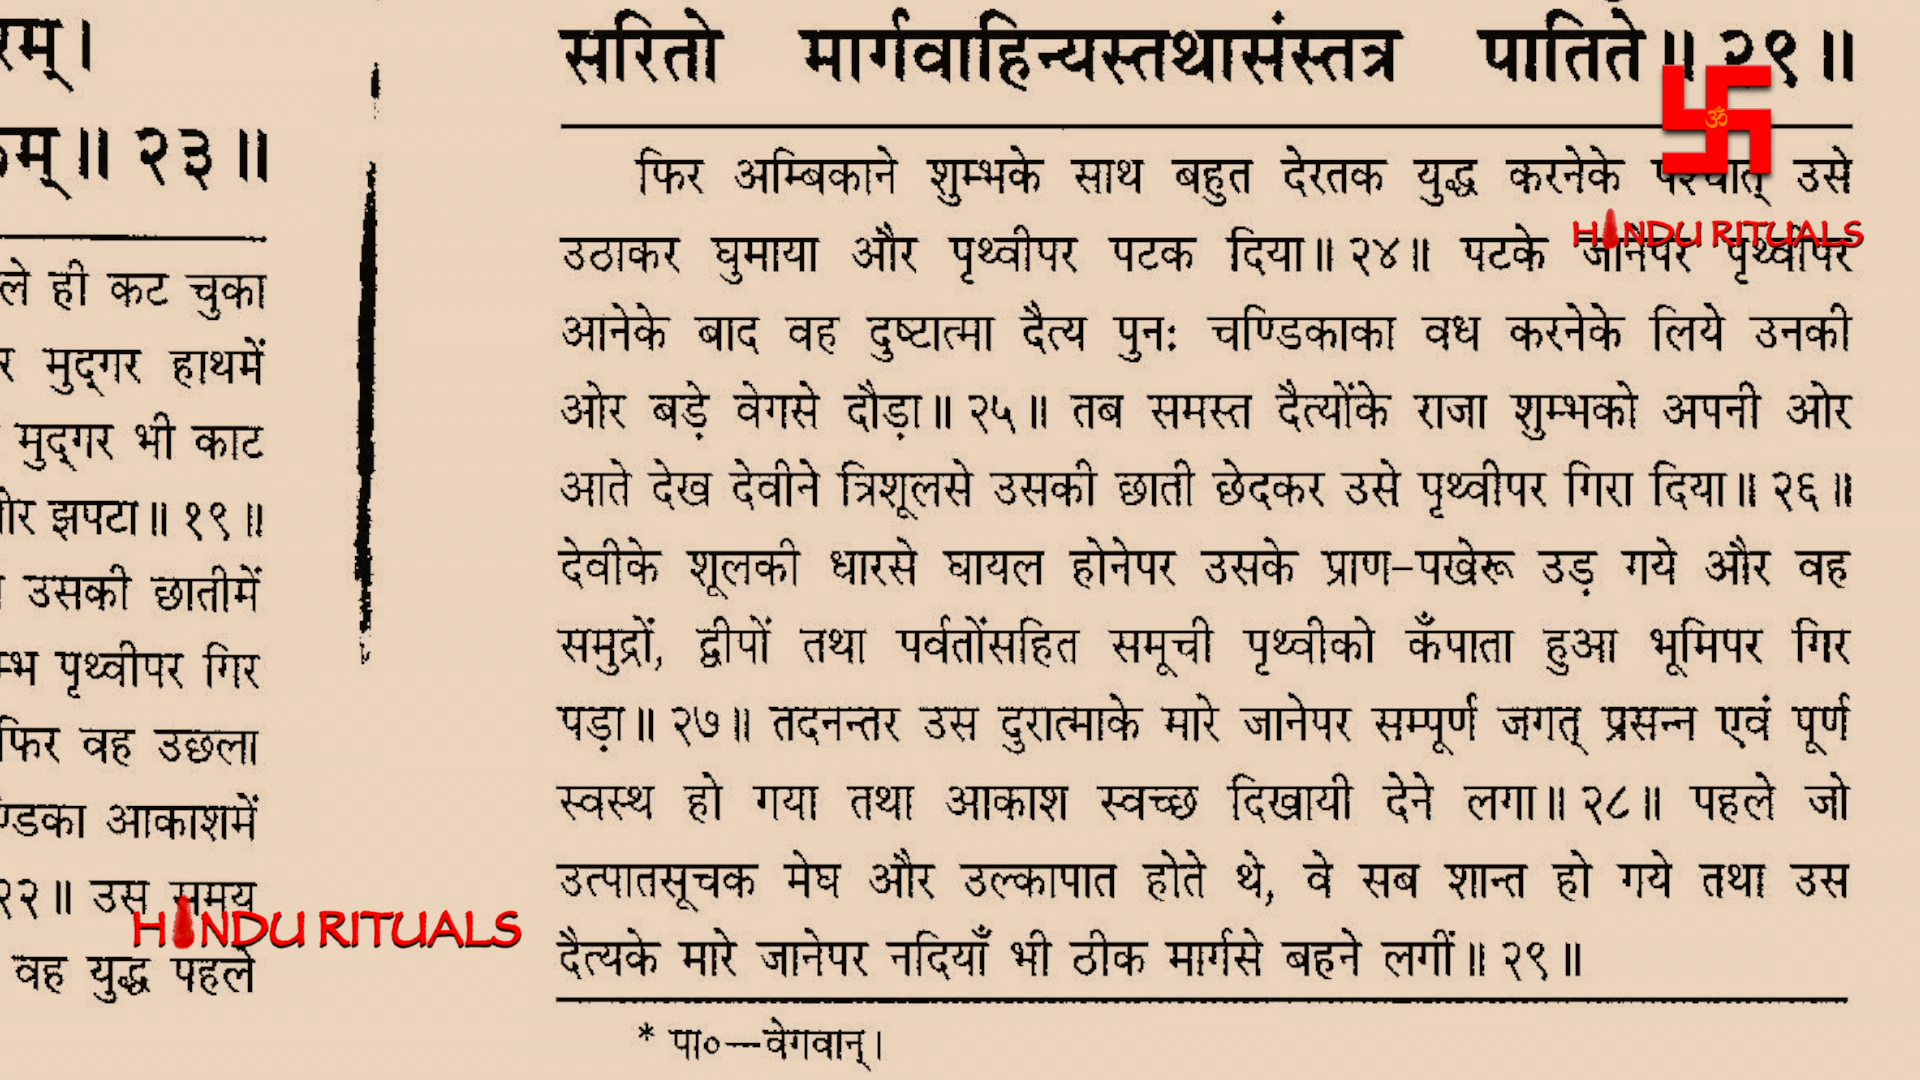 रम्।
म्॥ २३॥
ले ही कट चुका
र मुद्‌गर हाथमें
मुद्‌गर भी काट
ओर झपटा॥ १९॥
उसकी छातीमें
म्भ पृथ्वीपर गिर
फिर वह उछला
ण्डिका आकाशमें
२२॥ उस समय
वह युद्ध पहले
HINDU RITUALS
सरितो मार्गवाहिन्यस्तथासंस्तत्र पातिते॥ २९॥
ॐ
HINDU RITUALS
फिर अम्बिकाने शुम्भके साथ बहुत देरतक युद्ध करनेके पश्चात् उसे
उठाकर घुमाया और पृथ्वीपर पटक दिया॥ २४॥ पटके जानेपर पृथ्वीपर
आनेके बाद वह दुष्टात्मा दैत्य पुनः चण्डिकाका वध करनेके लिये उनकी
ओर बड़े वेगसे दौड़ा॥ २५॥ तब समस्त दैत्योंके राजा शुम्भको अपनी ओर
आते देख देवीने त्रिशूलसे उसकी छाती छेदकर उसे पृथ्वीपर गिरा दिया॥ २६॥
देवीके शूलकी धारसे घायल होनेपर उसके प्राण-पखेरू उड़ गये और वह
समुद्रों, द्वीपों तथा पर्वतोंसहित समूची पृथ्वीको कँपाता हुआ भूमिपर गिर
पड़ा॥ २७॥ तदनन्तर उस दुरात्माके मारे जानेपर सम्पूर्ण जगत् प्रसन्न एवं पूर्ण
स्वस्थ हो गया तथा आकाश स्वच्छ दिखायी देने लगा॥ २८॥ पहले जो
उत्पातसूचक मेघ और उल्कापात होते थे, वे सब शान्त हो गये तथा उस
दैत्यके मारे जानेपर नदियाँ भी ठीक मार्गसे बहने लगीं॥ २९॥
* पा०—वेगवान्।